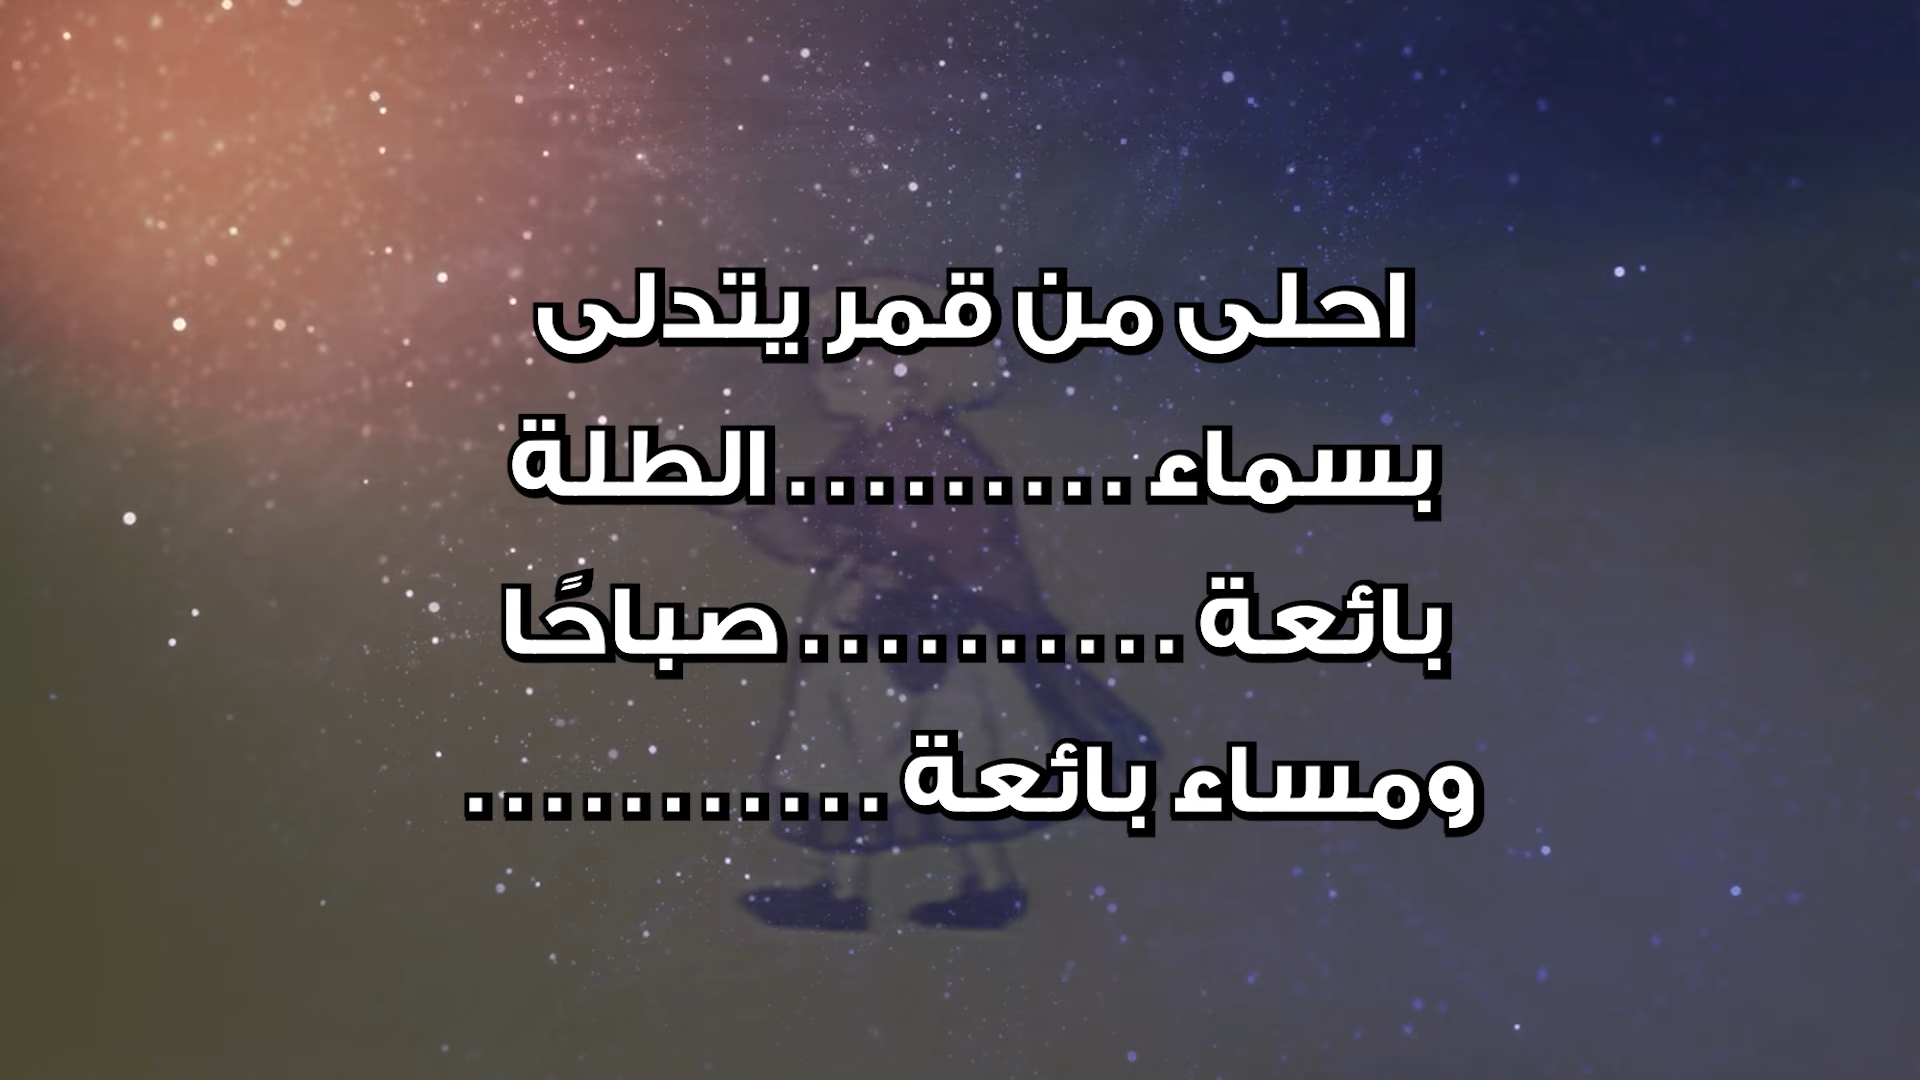 احلى من قمر يتدلى
بسماء ......... الطلة
بائعة .......... صباحًا
ومساء بائعة ...........